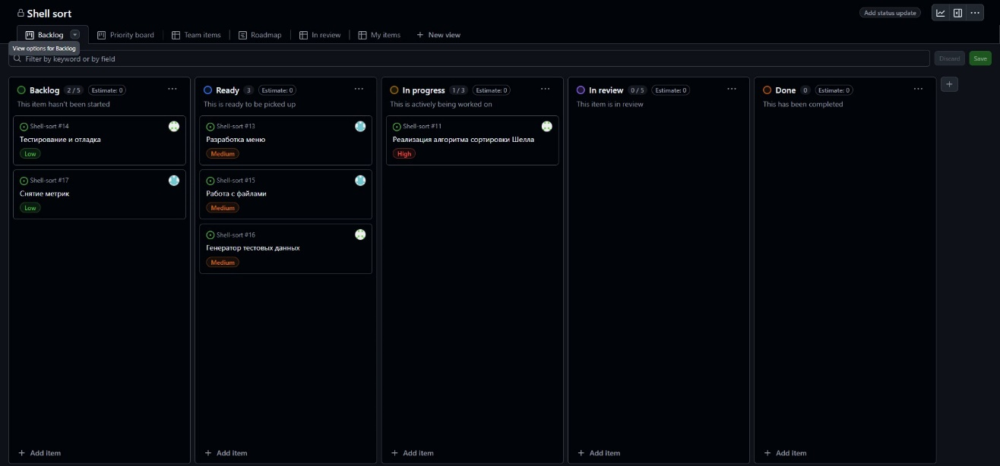 Shell sort
Add status update
Backlog
Priority board
Team items
Roadmap
In review
My items
New view
View options for Backlog
Filter by keyword or by field
Discard
Save
Backlog 2 / 5 Estimate: 0
This item hasn't been started
Shell-sort #14
Тестирование и отладка
Low
Shell-sort #17
Снятие метрик
Low
Add item
Ready 3 Estimate: 0
This is ready to be picked up
Shell-sort #13
Разработка меню
Medium
Shell-sort #15
Работа с файлами
Medium
Shell-sort #16
Генератор тестовых данных
Medium
Add item
In progress 1 / 3 Estimate: 0
This is actively being worked on
Shell-sort #11
Реализация алгоритма сортировки Шелла
High
Add item
In review 0 / 5 Estimate: 0
This item is in review
Add item
Done 0 Estimate: 0
This has been completed
Add item